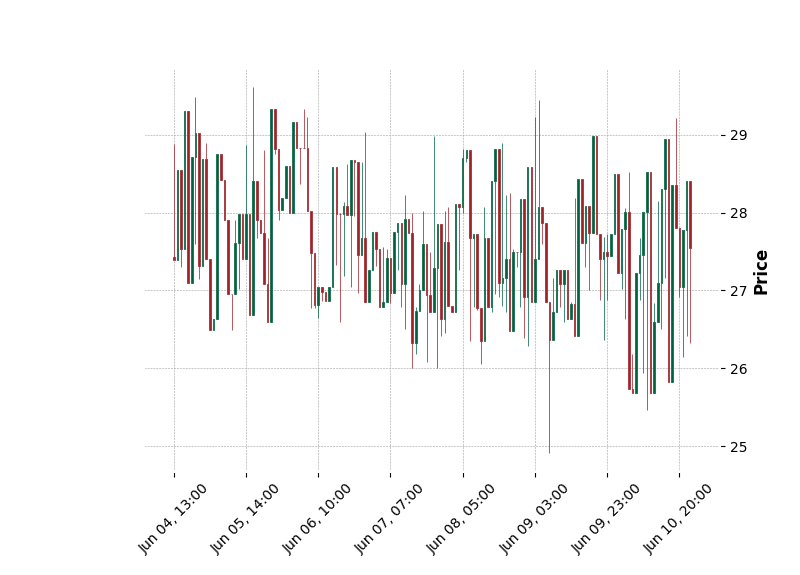 29
28
27
26
25
Price
Jun 04, 13:00
Jun 05, 14:00
Jun 06, 10:00
Jun 07, 07:00
Jun 08, 05:00
Jun 09, 03:00
Jun 09, 23:00
Jun 10, 20:00